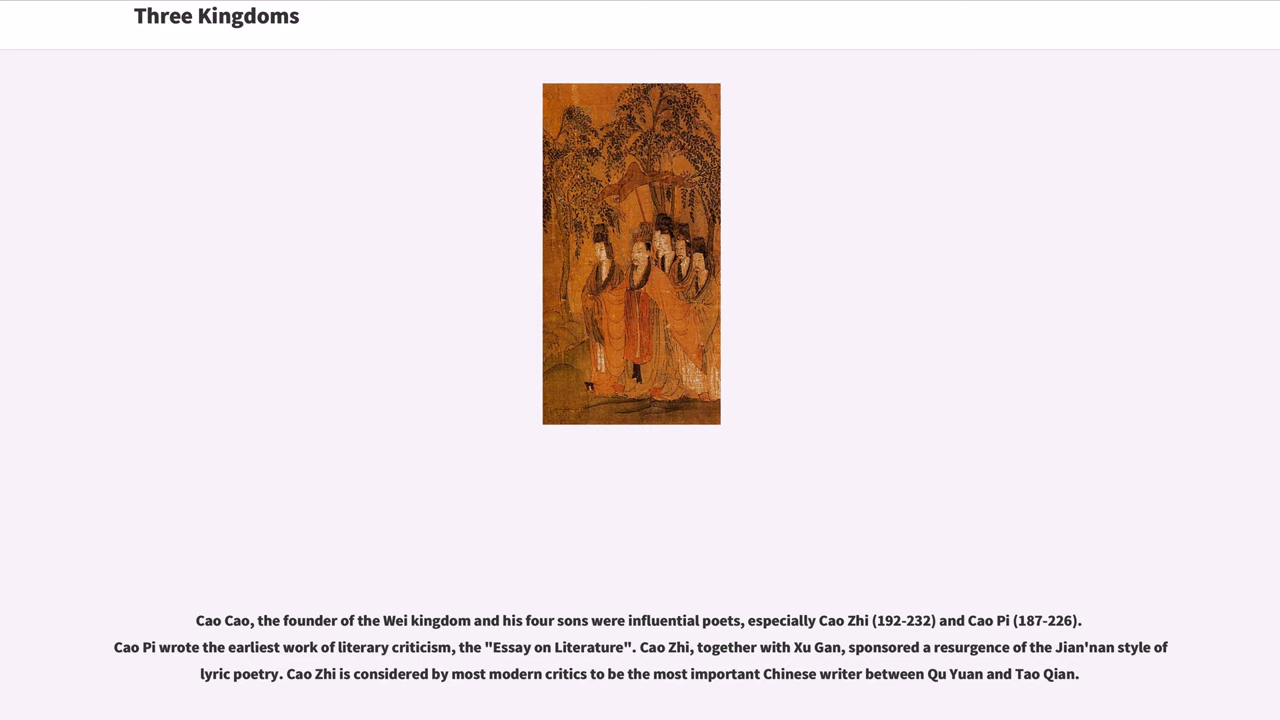 Three Kingdoms
Cao Cao, the founder of the Wei kingdom and his four sons were influential poets, especially Cao Zhi (192-232) and Cao Pi (187-226).
Cao Pi wrote the earliest work of literary criticism, the "Essay on Literature". Cao Zhi, together with Xu Gan, sponsored a resurgence of the Jian'nan style of
lyric poetry. Cao Zhi is considered by most modern critics to be the most important Chinese writer between Qu Yuan and Tao Qian.